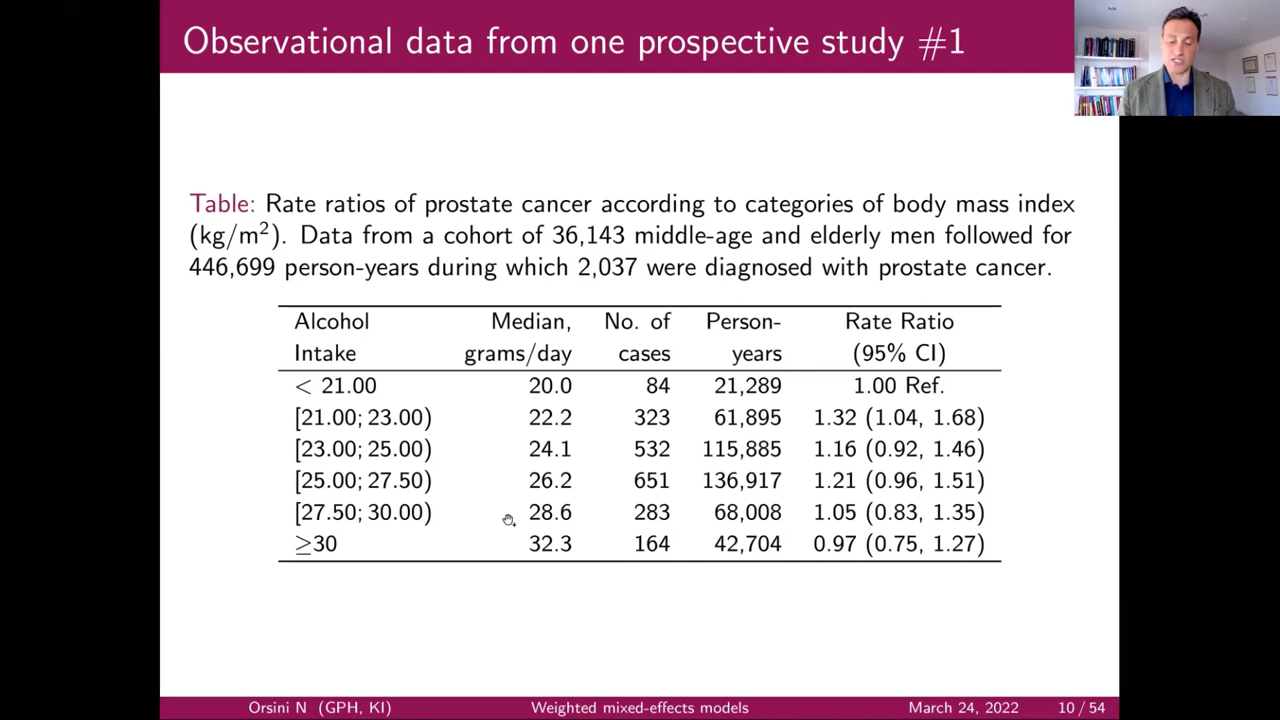 Observational data from one prospective study #1
Table: Rate ratios of prostate cancer according to categories of body mass index
(kg/m²). Data from a cohort of 36,143 middle-age and elderly men followed for
446,699 person-years during which 2,037 were diagnosed with prostate cancer.
Alcohol Median, No. of Person- Rate Ratio
Intake grams/day cases years (95% CI)
< 21.00 20.0 84 21,289 1.00 Ref.
[21.00; 23.00) 22.2 323 61,895 1.32 (1.04, 1.68)
[23.00; 25.00) 24.1 532 115,885 1.16 (0.92, 1.46)
[25.00; 27.50) 26.2 651 136,917 1.21 (0.96, 1.51)
[27.50; 30.00) 28.6 283 68,008 1.05 (0.83, 1.35)
≥30 32.3 164 42,704 0.97 (0.75, 1.27)
Orsini N (GPH, KI) Weighted mixed-effects models March 24, 2022 10 / 54